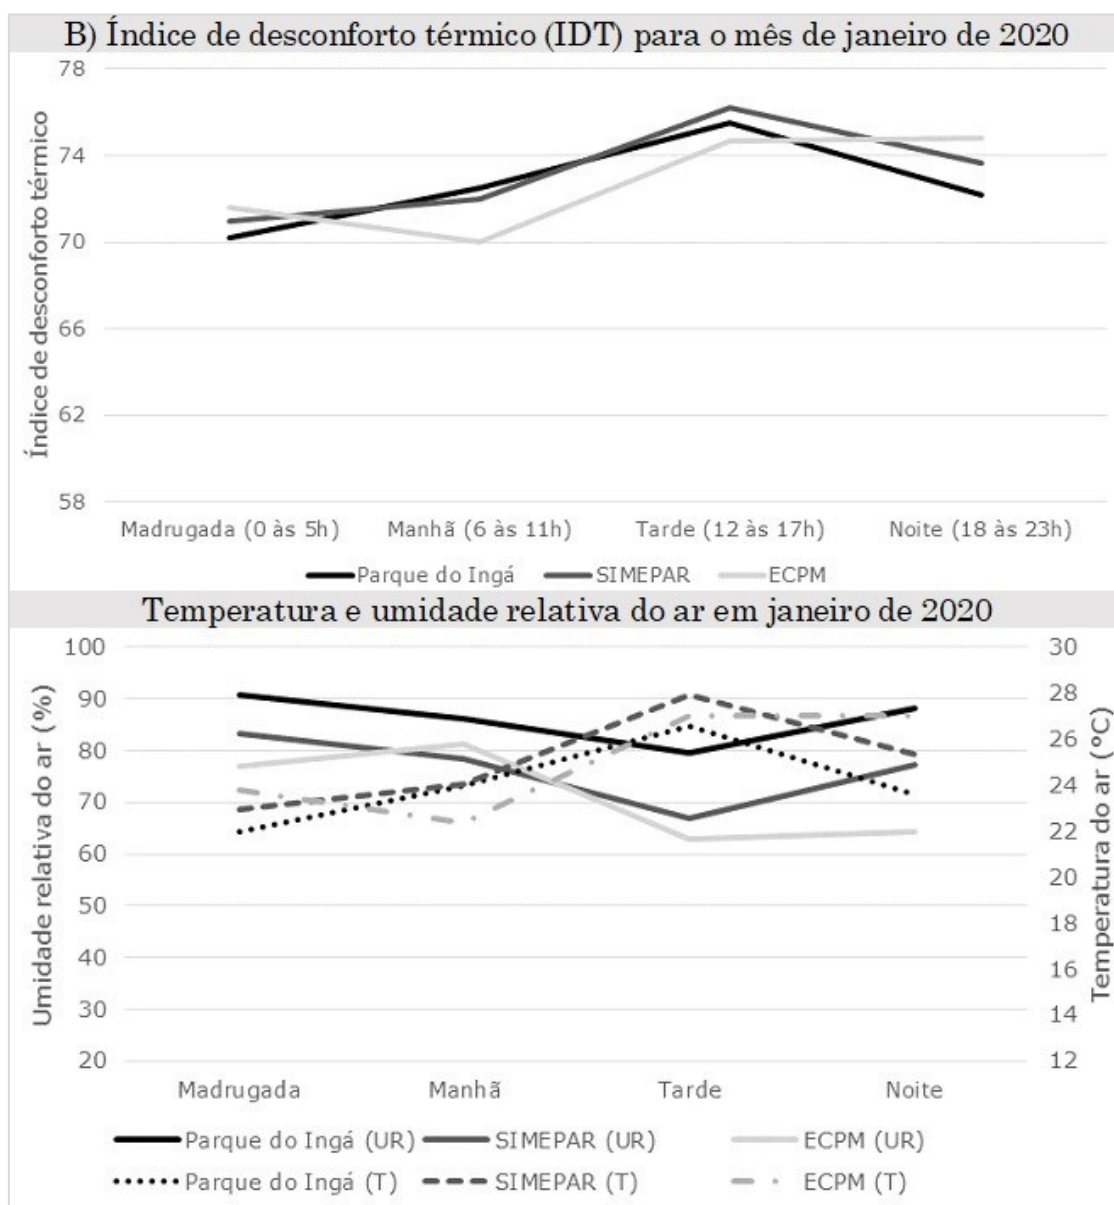 B) Índice de desconforto térmico (IDT) para o mês de janeiro de 2020
Índice de desconforto térmico
78
74
70
66
62
58
Madrugada (0 às 5h) Manhã (6 às 11h) Tarde (12 às 17h) Noite (18 às 23h)
Parque do Ingá SIMEPAR ECPM
Temperatura e umidade relativa do ar em janeiro de 2020
Umidade relativa do ar (%)
100
90
80
70
60
50
40
30
20
30
28
26
24
22
20
18
16
14
12
Temperatura do ar (°C)
Madrugada Manhã Tarde Noite
Parque do Ingá (UR) SIMEPAR (UR) ECPM (UR)
Parque do Ingá (T) SIMEPAR (T) ECPM (T)